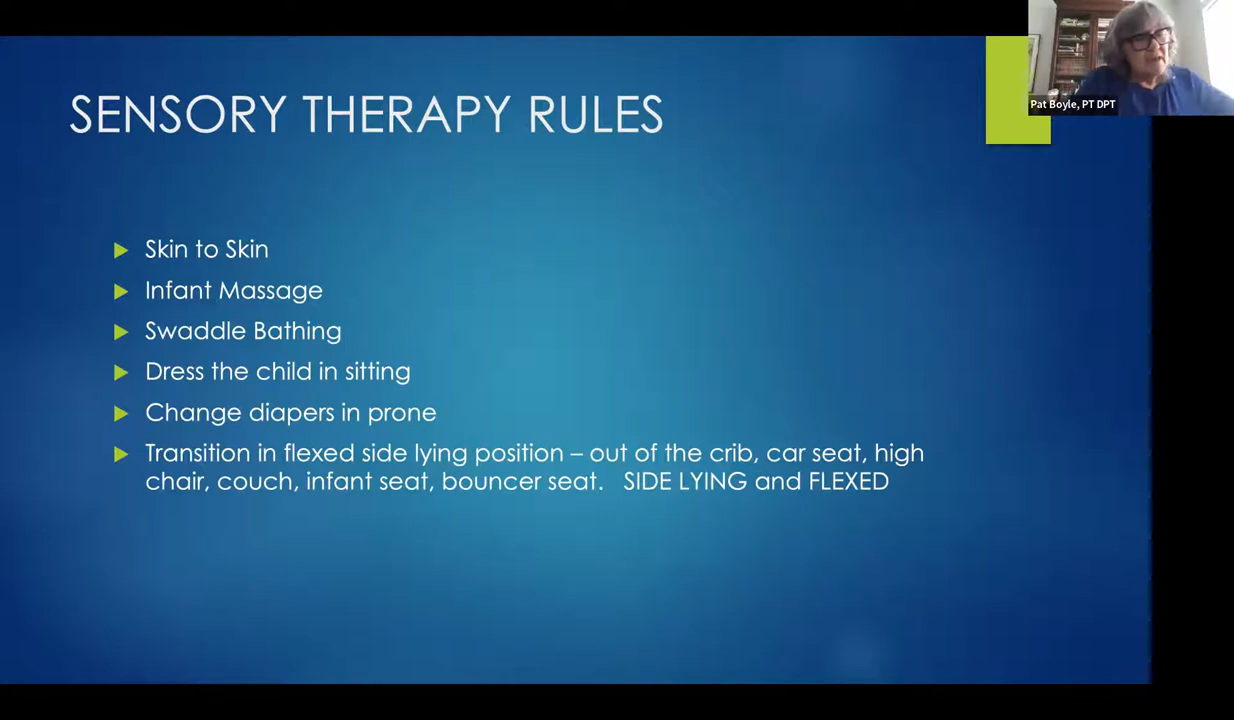 SENSORY THERAPY RULES
Pat Boyle, PT DPT
Skin to Skin
Infant Massage
Swaddle Bathing
Dress the child in sitting
Change diapers in prone
Transition in flexed side lying position – out of the crib, car seat, high
chair, couch, infant seat, bouncer seat. SIDE LYING and FLEXED